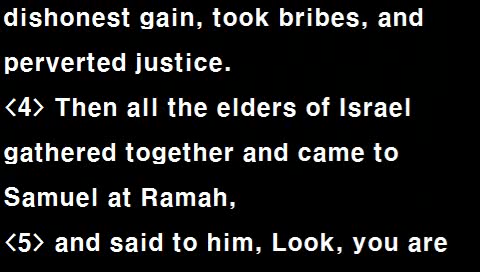 dishonest gain, took bribes, and
perverted justice.
<4> Then all the elders of Israel
gathered together and came to
Samuel at Ramah,
<5> and said to him, Look, you are